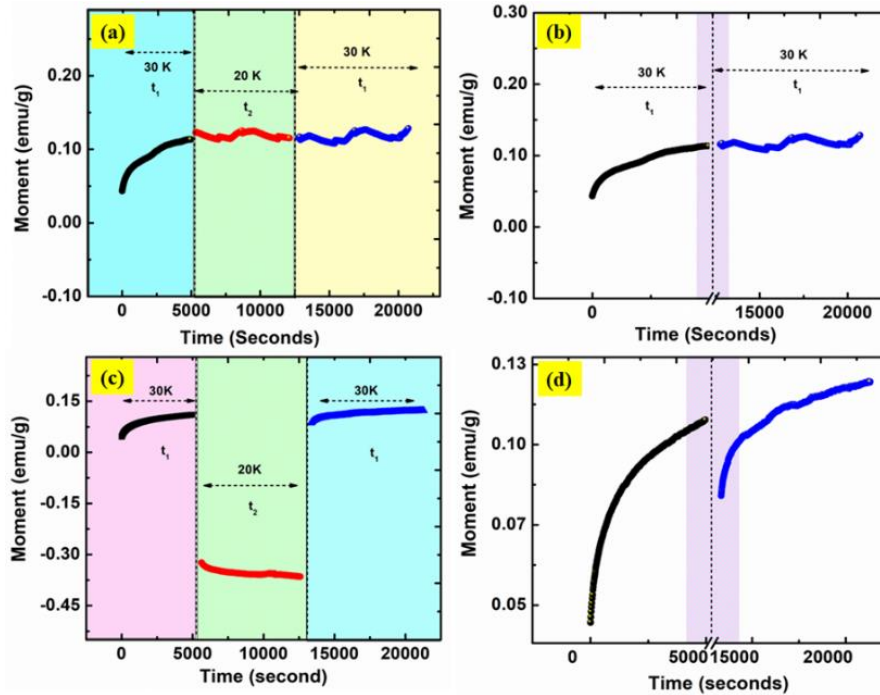 (a)
30 K
t1
20 K
t2
30 K
t1
Moment (emu/g)
0.20
0.10
0.00
-0.10
0 5000 10000 15000 20000
Time (Seconds)
(b)
30 K
t1
30 K
t1
Moment (emu/g)
0.30
0.20
0.10
0.00
-0.10
0 15000 20000
Time (Seconds)
(c)
30K
t1
20K
t2
30K
t1
Moment (emu/g)
0.15
0.00
-0.15
-0.30
-0.45
0 5000 10000 15000 20000
Time (second)
(d)
Moment (emu/g)
0.13
0.10
0.07
0.05
0 5000 15000 20000
Time (seconds)